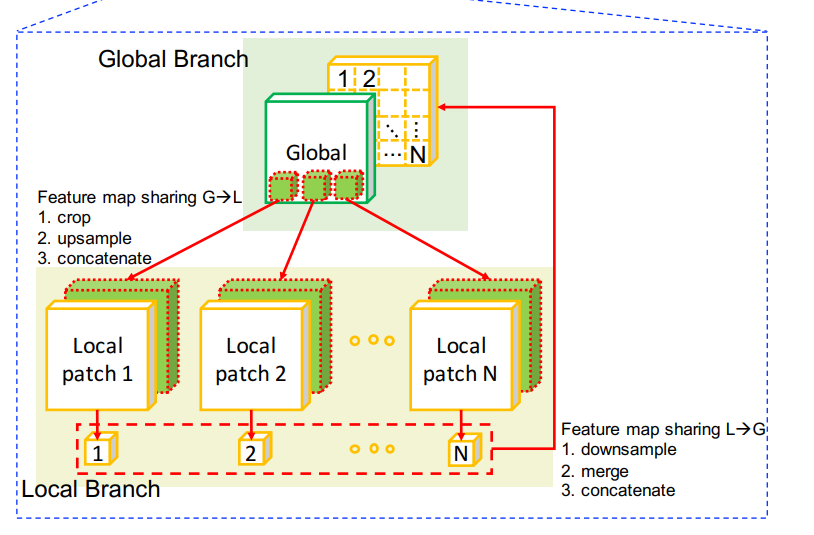 Global Branch
1 2
Global
... N
Feature map sharing G→L
1. crop
2. upsample
3. concatenate
Local patch 1
Local patch 2
Local patch N
1
2
N
Local Branch
Feature map sharing L→G
1. downsample
2. merge
3. concatenate